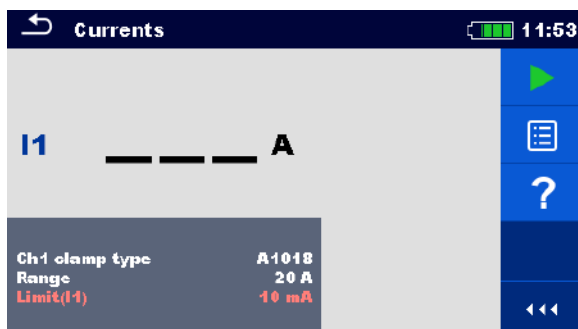 Currents 11:53
I1 _ _ _ A
?
Ch1 clamp type A1018
Range 20 A
Limit(I1) 10 mA